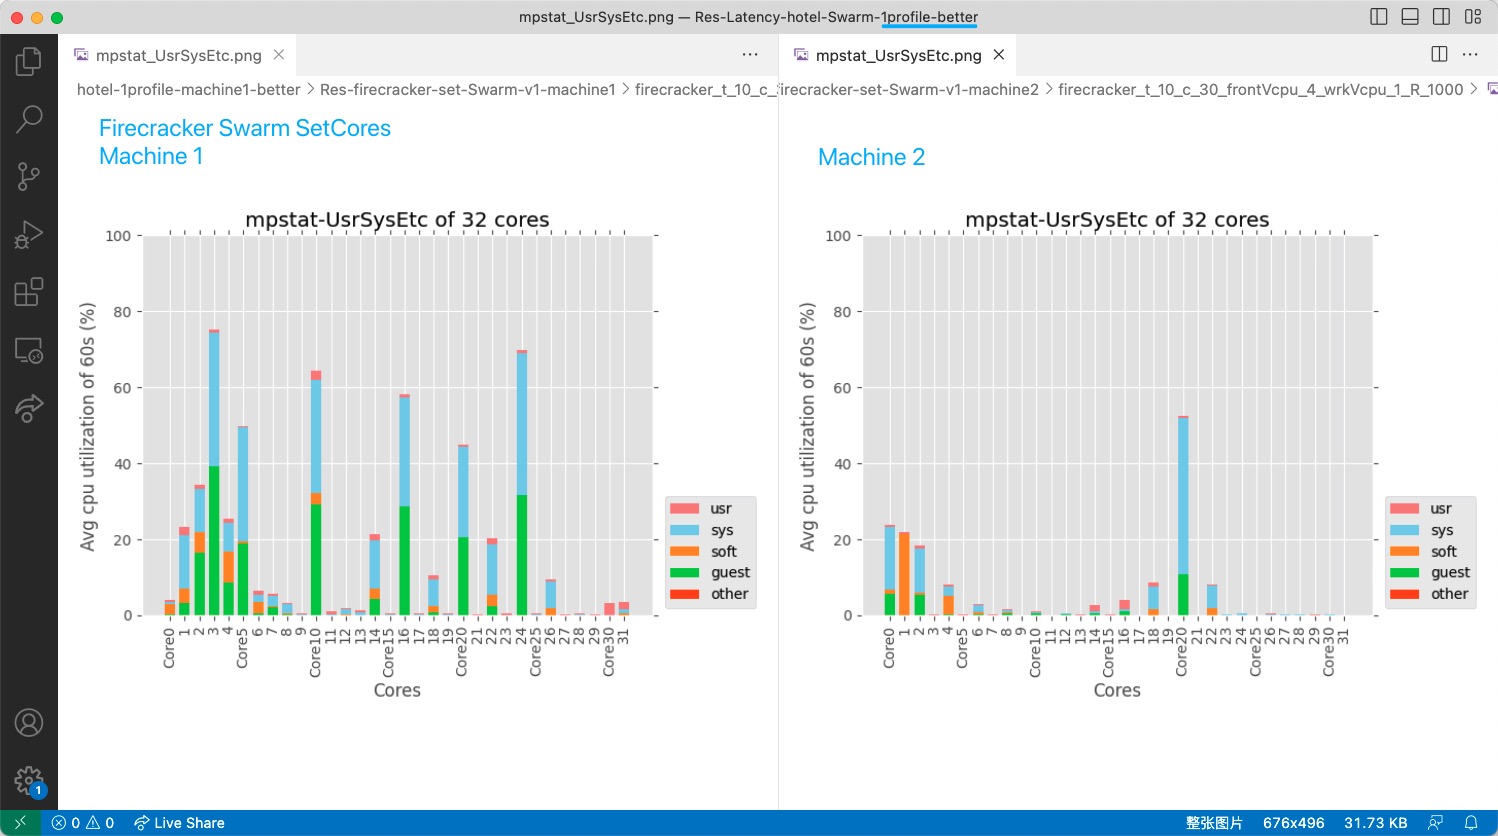 mpstat_UsrSysEtc.png — Res-Latency-hotel-Swarm-1profile-better
mpstat_UsrSysEtc.png
hotel-1profile-machine1-better > Res-firecracker-set-Swarm-v1-machine1 > firecracker_t_10_c_
Firecracker Swarm SetCores
Machine 1
mpstat-UsrSysEtc of 32 cores
Avg cpu utilization of 60s (%)
100
80
60
40
20
0
Core0 1 2 3 4 Core5 6 7 8 9 Core10 11 12 13 14 Core15 16 17 18 19 Core20 21 22 23 24 Core25 26 27 28 29 Core30 31
Cores
usr
sys
soft
guest
other
mpstat_UsrSysEtc.png
irecracker-set-Swarm-v1-machine2 > firecracker_t_10_c_30_frontVcpu_4_wrkVcpu_1_R_1000 >
Machine 2
mpstat-UsrSysEtc of 32 cores
Avg cpu utilization of 60s (%)
100
80
60
40
20
0
Core0 1 2 3 4 Core5 6 7 8 9 Core10 11 12 13 14 Core15 16 17 18 19 Core20 21 22 23 24 Core25 26 27 28 29 Core30 31
Cores
usr
sys
soft
guest
other
1
0 0 Live Share
整张图片 676x496 31.73 KB